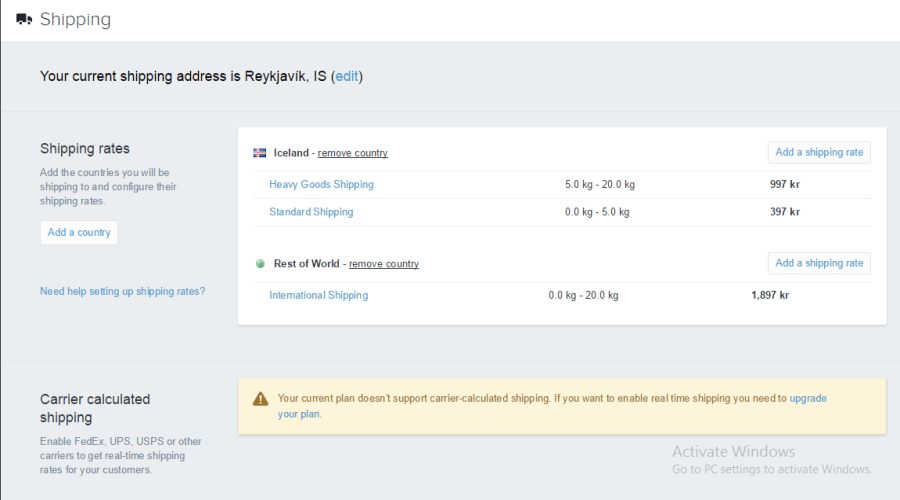 Shipping
Your current shipping address is Reykjavík, IS (edit)
Shipping rates
Add the countries you will be
shipping to and configure their
shipping rates.
Add a country
Need help setting up shipping rates?
Iceland - remove country
Add a shipping rate
Heavy Goods Shipping 5.0 kg - 20.0 kg 997 kr
Standard Shipping 0.0 kg - 5.0 kg 397 kr
Rest of World - remove country
Add a shipping rate
International Shipping 0.0 kg - 20.0 kg 1,897 kr
Carrier calculated
shipping
Enable FedEx, UPS, USPS or other
carriers to get real-time shipping
rates for your customers.
Your current plan doesn't support carrier-calculated shipping. If you want to enable real time shipping you need to upgrade
your plan.
Activate Windows
Go to PC settings to activate Windows.